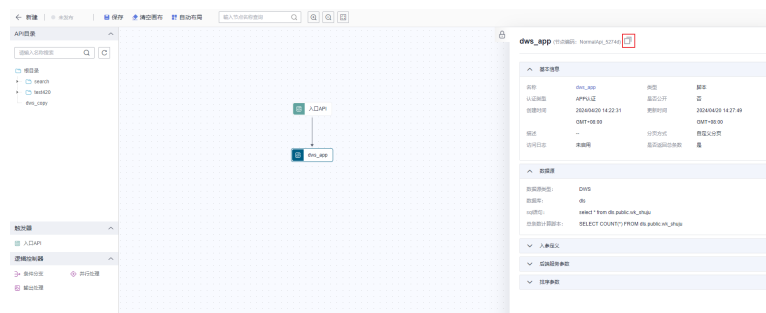 ← 新建 未发布 保存 清空画布 自动布局 输入节点名称查询
API目录
请输入名称搜索
根目录
search
test420
dws_copy
触发器
入口API
逻辑控制器
条件分支 并行处理
输出处理
入口API
dws_app
dws_app (节点编码: NormalApi_5274d)
基本信息
名称 dws_app 类型 脚本
认证类型 APP认证 是否公开 否
创建时间 2024/04/20 14:22:31 GMT+08:00 更新时间 2024/04/20 14:27:49 GMT+08:00
描述 -- 分页方式 自定义分页
访问日志 未启用 是否返回总条数 是
数据源
数据源类型: DWS
数据库: dls
sql语句: select * from dls.public.wk_shuju
总条数计算脚本: SELECT COUNT(*) FROM dls.public.wk_shuju
入参定义
后端服务参数
排序参数